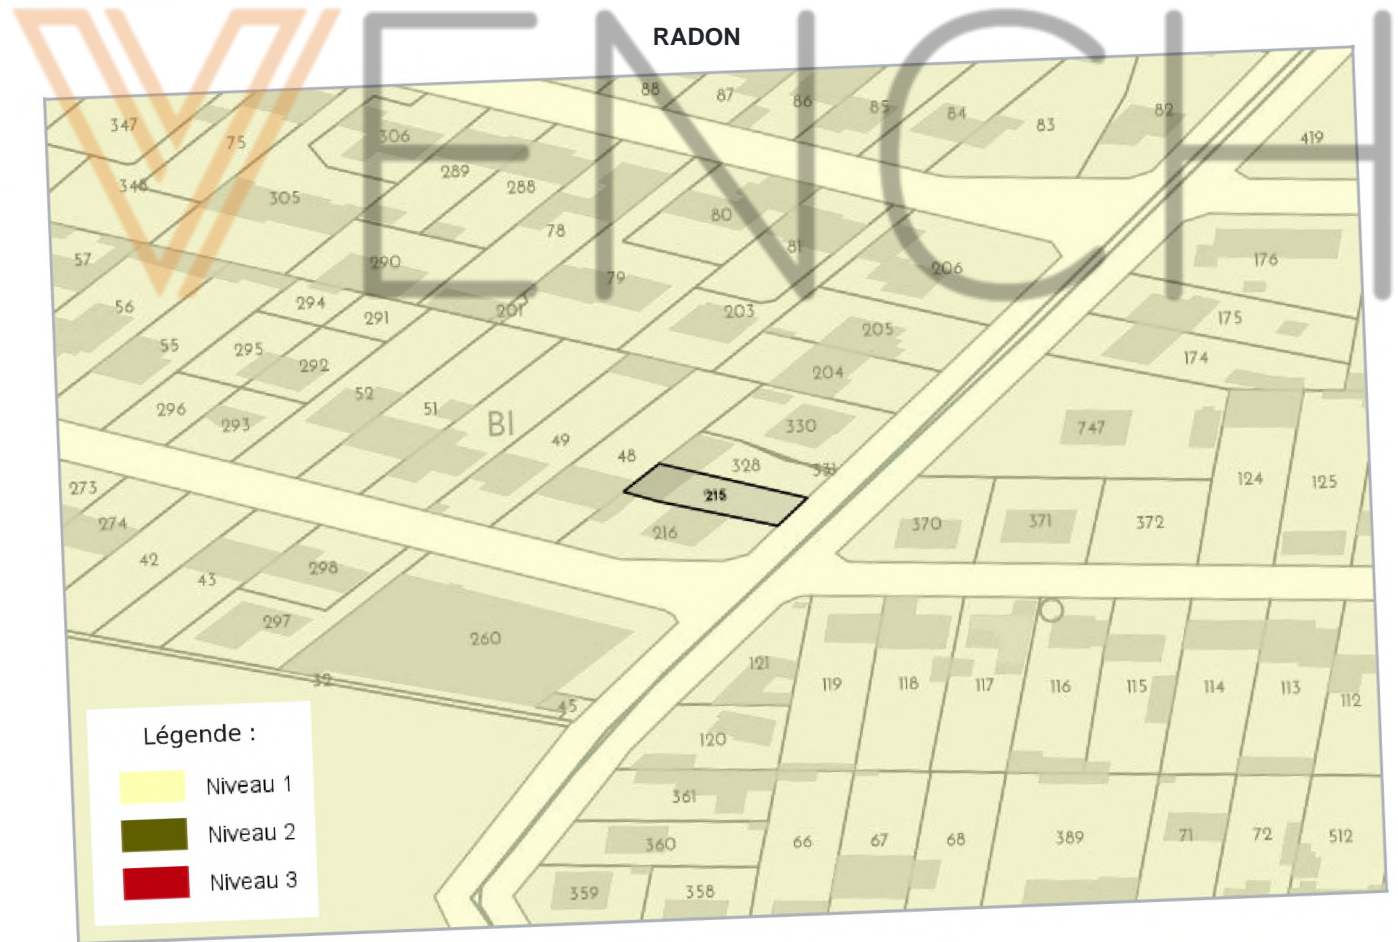 RADON
VENCH
88 87 86 85 84 83 82 419
347 75 306 289 288
346 305 78 80 81 206 176
57 290 79
56 294 291 201 203 205 175
55 295 292 204 174
296 293 52 51 BI 49 48 330 747
328 331 124 125
273 215
274 216 370 371 372
42 43 298
297 260 121
32 45 119 118 117 116 115 114 113 112
120
361
360 66 67 68 389 71 72 512
359 358
Légende :
Niveau 1
Niveau 2
Niveau 3